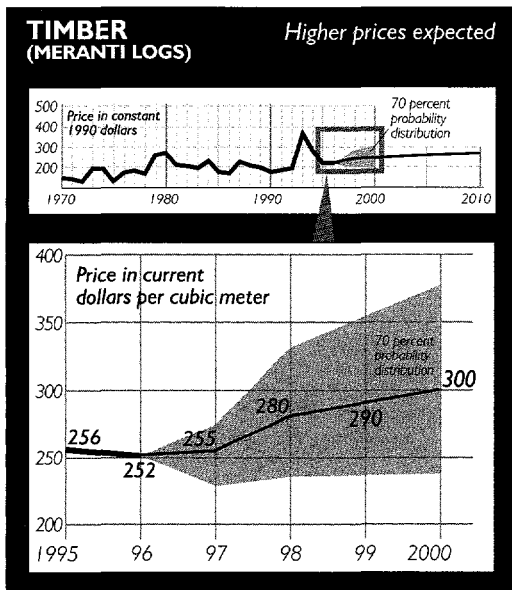 TIMBER
(MERANTI LOGS)
Higher prices expected
500
400
300
200
Price in constant
1990 dollars
70 percent
probability
distribution
1970
1980
1990
2000
2010
400
350
300
250
200
Price in current
dollars per cubic meter
70 percent
probability
distribution
256
252
255
280
290
300
1995 96 97 98 99 2000